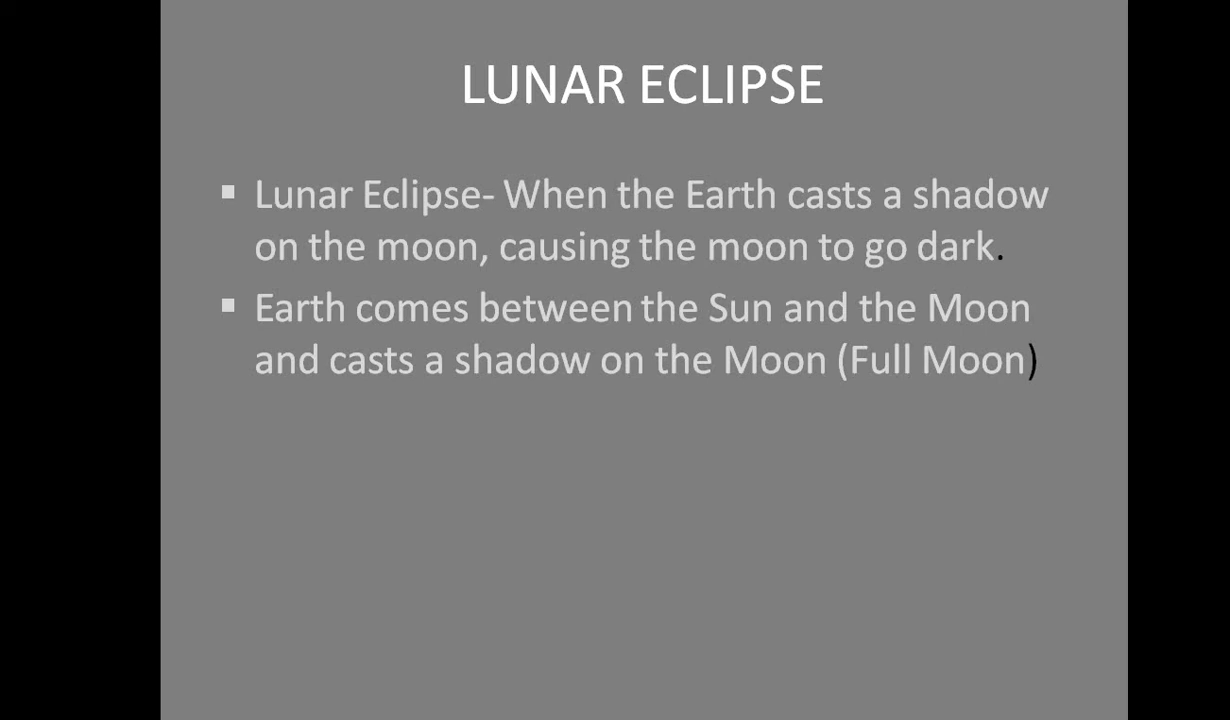 LUNAR ECLIPSE
▪ Lunar Eclipse- When the Earth casts a shadow
on the moon, causing the moon to go dark.
▪ Earth comes between the Sun and the Moon
and casts a shadow on the Moon (Full Moon)